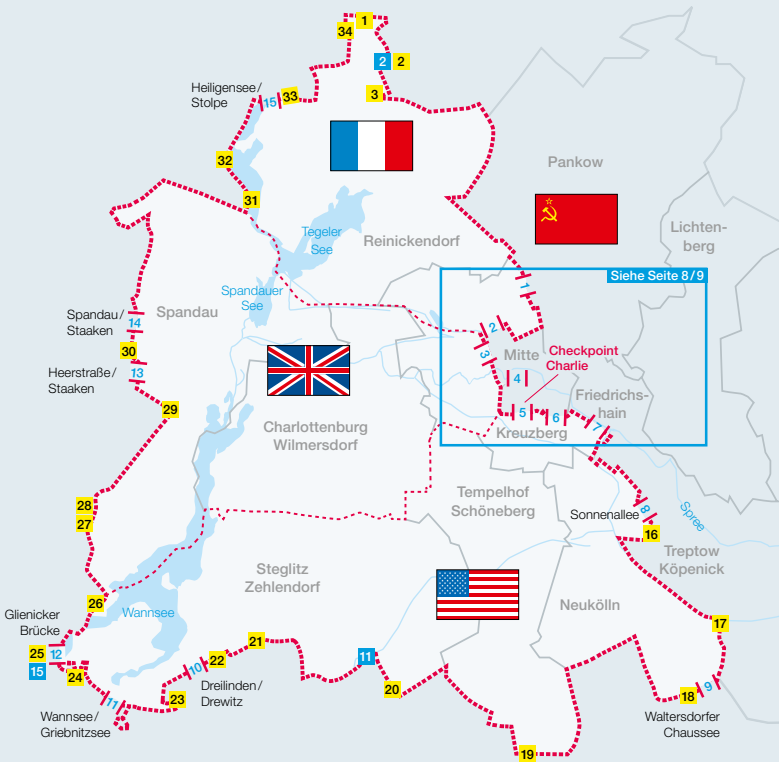 1
34
2
2
3
Heiligensee/
Stolpe
15
33
32
31
Pankow
Lichten-
berg
Tegeler
See
Reinickendorf
Siehe Seite 8/9
Spandauer
See
Spandau
1
Spandau/
Staaken
14
2
30
3
Mitte
Checkpoint
Charlie
Heerstraße/
Staaken
13
4
Friedrichs-
hain
29
5
6
7
Charlottenburg
Wilmersdorf
Kreuzberg
Tempelhof
Schöneberg
28
27
Sonnenallee
8
Spree
16
Treptow
Köpenick
Steglitz
Zehlendorf
Neukölln
26
Wannsee
Glienicker
Brücke
25
12
15
24
17
21
22
11
10
23
Dreilinden/
Drewitz
20
18
9
11
Wannsee/
Griebnitzsee
Waltersdorfer
Chaussee
19